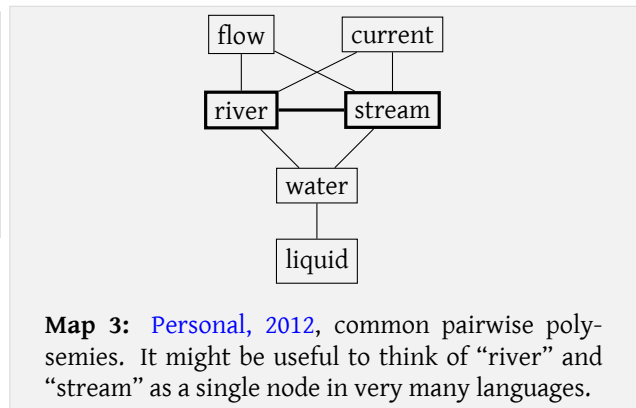 flow current
river stream
water
liquid
Map 3: Personal, 2012, common pairwise poly-
semies. It might be useful to think of “river” and
“stream” as a single node in very many languages.